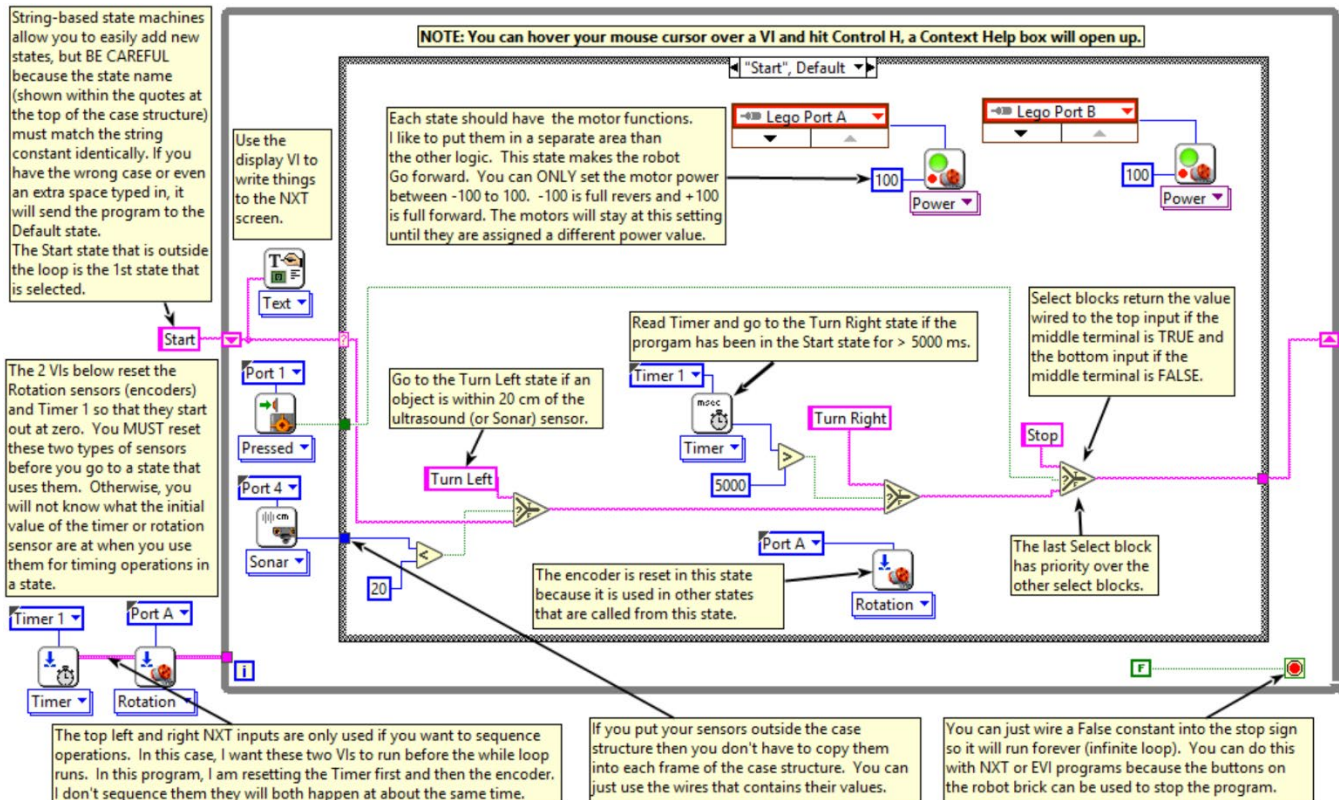 String-based state machines
allow you to easily add new
states, but BE CAREFUL
because the state name
(shown within the quotes at
the top of the case structure)
must match the string
constant identically. If you
have the wrong case or even
an extra space typed in, it
will send the program to the
Default state.
The Start state that is outside
the loop is the 1st state that
is selected.
NOTE: You can hover your mouse cursor over a VI and hit Control H, a Context Help box will open up.
"Start", Default
Use the
display VI to
write things
to the NXT
screen.
Each state should have the motor functions.
I like to put them in a separate area than
the other logic. This state makes the robot
Go forward. You can ONLY set the motor power
between -100 to 100. -100 is full revers and +100
is full forward. The motors will stay at this setting
until they are assigned a different power value.
Lego Port A
100
Power
Lego Port B
100
Power
T
Text
Start
?
Port 1
Pressed
Port 4
cm
Sonar
20
<
Go to the Turn Left state if an
object is within 20 cm of the
ultrasound (or Sonar) sensor.
Turn Left
?
T
F
Read Timer and go to the Turn Right state if the
prorgam has been in the Start state for > 5000 ms.
Timer 1
msec
Timer
5000
>
Turn Right
?
T
F
Stop
?
T
F
Select blocks return the value
wired to the top input if the
middle terminal is TRUE and
the bottom input if the
middle terminal is FALSE.
The last Select block
has priority over the
other select blocks.
The encoder is reset in this state
because it is used in other states
that are called from this state.
Port A
Rotation
The 2 VIs below reset the
Rotation sensors (encoders)
and Timer 1 so that they start
out at zero. You MUST reset
these two types of sensors
before you go to a state that
uses them. Otherwise, you
will not know what the initial
value of the timer or rotation
sensor are at when you use
them for timing operations in
a state.
Timer 1
Timer
Port A
Rotation
i
F
The top left and right NXT inputs are only used if you want to sequence
operations. In this case, I want these two VIs to run before the while loop
runs. In this program, I am resetting the Timer first and then the encoder.
I don't sequence them they will both happen at about the same time.
If you put your sensors outside the case
structure then you don't have to copy them
into each frame of the case structure. You can
just use the wires that contains their values.
You can just wire a False constant into the stop sign
so it will run forever (infinite loop). You can do this
with NXT or EVI programs because the buttons on
the robot brick can be used to stop the program.